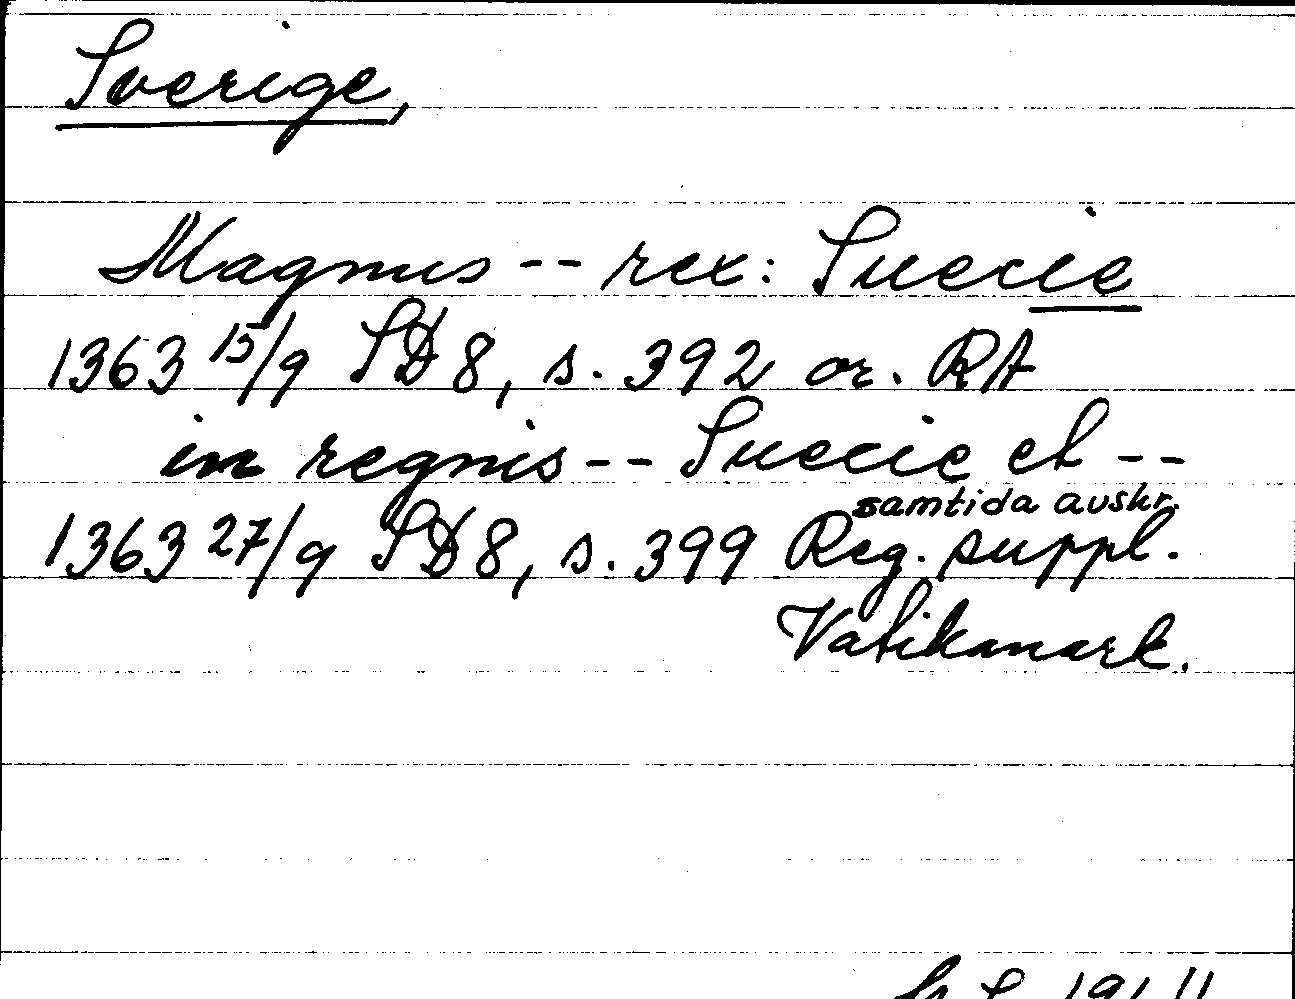 Sverige,
Magnus -- rex: Suecie
1363 15/9 SD 8, s. 392 or. RA
in regnis -- Suecie et --
samtida avskr.
1363 27/9 SD 8, s. 399 Reg. suppl.
Vatikanark.